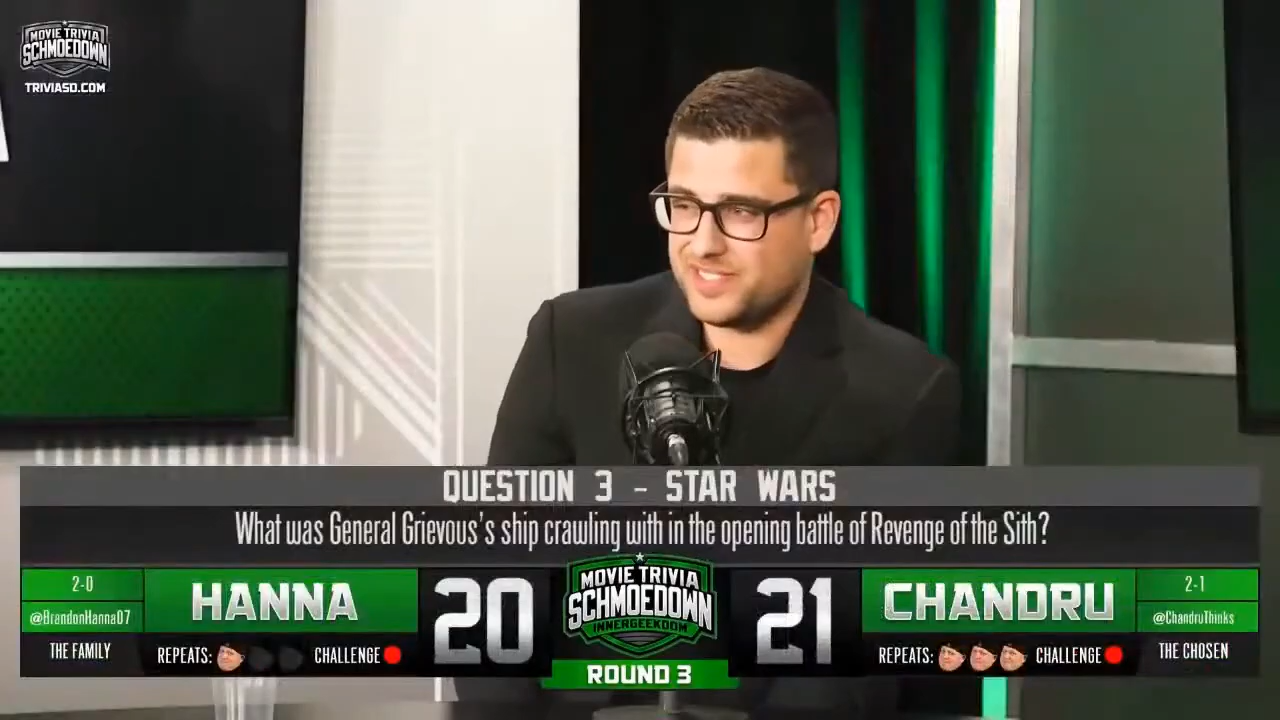 MOVIE TRIVIA
SCHMOEDOWN
TRIVIASD.COM
QUESTION 3 - STAR WARS
What was General Grievous's ship crawling with in the opening battle of Revenge of the Sith?
2-0
@BrandonHanna07
THE FAMILY
HANNA
REPEATS:
CHALLENGE
20
MOVIE TRIVIA
SCHMOEDOWN
INNERGEEKDOM
ROUND 3
21
CHANDRU
REPEATS:
CHALLENGE
2-1
@ChandruThinks
THE CHOSEN